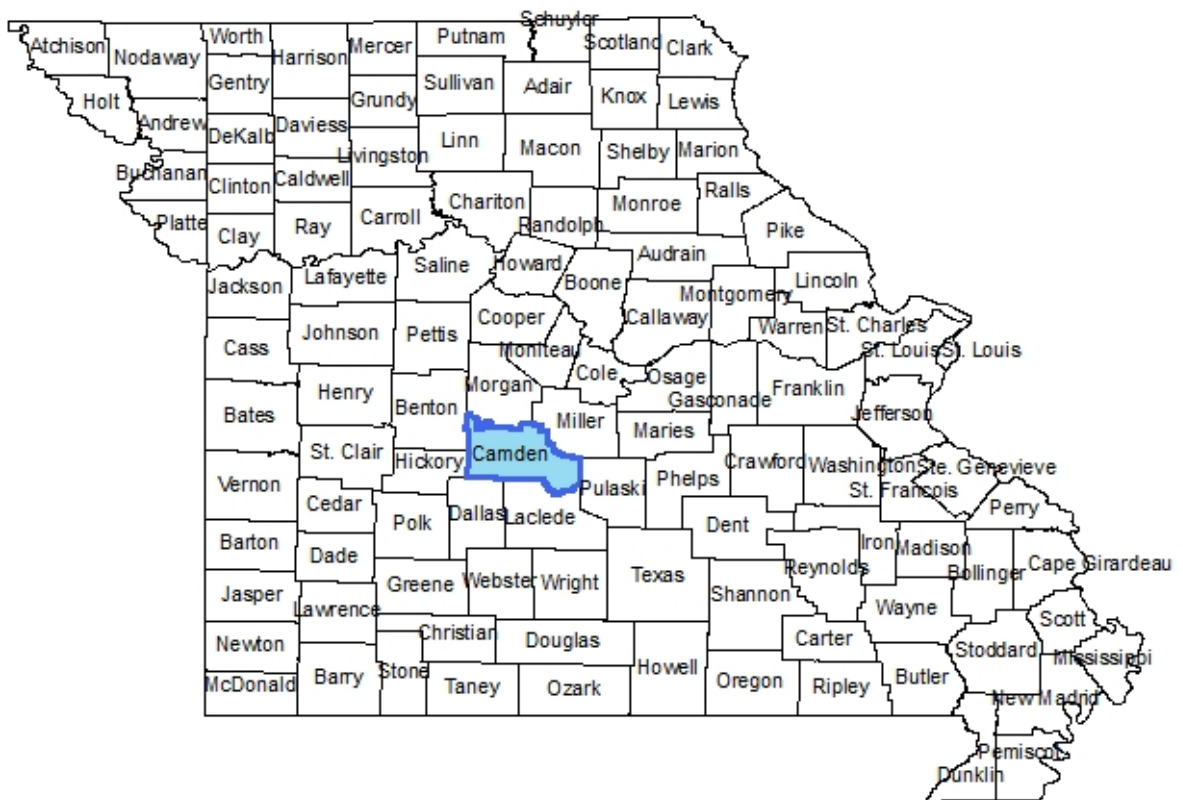 Schuyler
Atchison
Nodaway
Worth
Harrison
Mercer
Putnam
Scotland
Clark
Gentry
Sullivan
Adair
Knox
Lewis
Holt
Andrew
DeKalb
Daviess
Grundy
Linn
Macon
Shelby
Marion
Livingston
Buchanan
Clinton
Caldwell
Carroll
Chariton
Randolph
Monroe
Ralls
Platte
Clay
Ray
Pike
Audrain
Jackson
Lafayette
Saline
Howard
Boone
Montgomery
Lincoln
Callaway
Cass
Johnson
Pettis
Cooper
Moniteau
Warren
St. Charles
St. Louis
St. Louis
Cole
Osage
Gasconade
Franklin
Morgan
Henry
Benton
Bates
Miller
Maries
Jefferson
St. Clair
Hickory
Camden
Pulaski
Phelps
Crawford
Washington
Ste. Genevieve
St. Francois
Vernon
Cedar
Polk
Dallas
Laclede
Dent
Perry
Barton
Dade
Iron
Madison
Bollinger
Cape Girardeau
Reynolds
Jasper
Greene
Webster
Wright
Texas
Shannon
Lawrence
Wayne
Scott
Newton
Christian
Douglas
Carter
Stoddard
Mississippi
McDonald
Barry
Stone
Taney
Ozark
Howell
Oregon
Ripley
Butler
New Madrid
Pemiscot
Dunklin